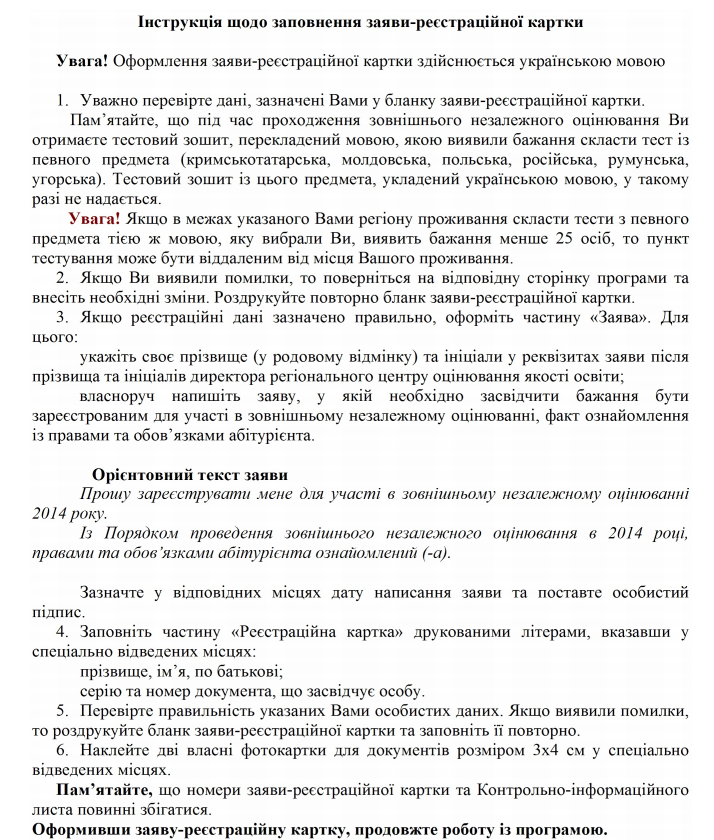 Інструкція щодо заповнення заяви-реєстраційної картки
Увага! Оформлення заяви-реєстраційної картки здійснюється українською мовою
1. Уважно перевірте дані, зазначені Вами у бланку заяви-реєстраційної картки.
Пам’ятайте, що під час проходження зовнішнього незалежного оцінювання Ви
отримаєте тестовий зошит, перекладений мовою, якою виявили бажання скласти тест із
певного предмета (кримськотатарська, молдовська, польська, російська, румунська,
угорська). Тестовий зошит із цього предмета, укладений українською мовою, у такому
разі не надається.
Увага! Якщо в межах указаного Вами регіону проживання скласти тести з певного
предмета тією ж мовою, яку вибрали Ви, виявить бажання менше 25 осіб, то пункт
тестування може бути віддаленим від місця Вашого проживання.
2. Якщо Ви виявили помилки, то поверніться на відповідну сторінку програми та
внесіть необхідні зміни. Роздрукуйте повторно бланк заяви-реєстраційної картки.
3. Якщо реєстраційні дані зазначено правильно, оформіть частину «Заява». Для
цього:
укажіть своє прізвище (у родовому відмінку) та ініціали у реквізитах заяви після
прізвища та ініціалів директора регіонального центру оцінювання якості освіти;
власноруч напишіть заяву, у якій необхідно засвідчити бажання бути
зареєстрованим для участі в зовнішньому незалежному оцінюванні, факт ознайомлення
із правами та обов’язками абітурієнта.
Орієнтовний текст заяви
Прошу зареєструвати мене для участі в зовнішньому незалежному оцінюванні
2014 року.
Із Порядком проведення зовнішнього незалежного оцінювання в 2014 році,
правами та обов’язками абітурієнта ознайомлений (-а).
Зазначте у відповідних місцях дату написання заяви та поставте особистий
підпис.
4. Заповніть частину «Реєстраційна картка» друкованими літерами, вказавши у
спеціально відведених місцях:
прізвище, ім’я, по батькові;
серію та номер документа, що засвідчує особу.
5. Перевірте правильність указаних Вами особистих даних. Якщо виявили помилки,
то роздрукуйте бланк заяви-реєстраційної картки та заповніть її повторно.
6. Наклейте дві власні фотокартки для документів розміром 3х4 см у спеціально
відведених місцях.
Пам’ятайте, що номери заяви-реєстраційної картки та Контрольно-інформаційного
листа повинні збігатися.
Оформивши заяву-реєстраційну картку, продовжте роботу із програмою.